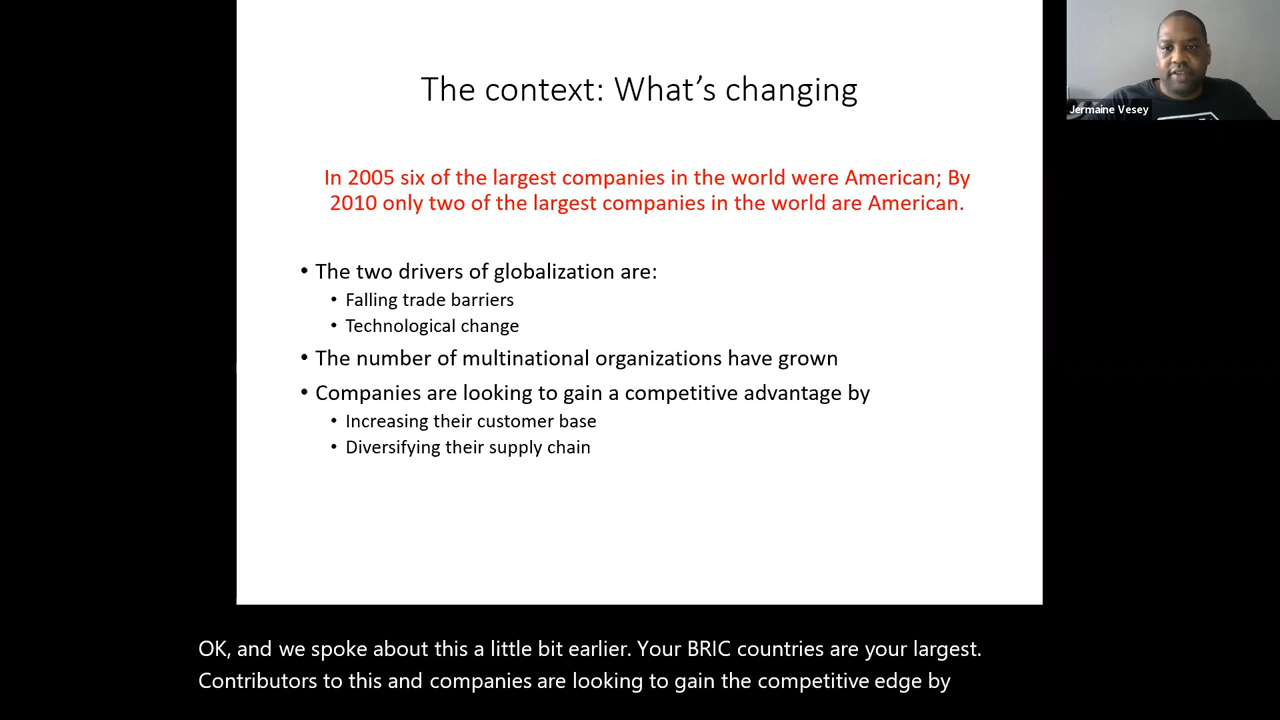 The context: What's changing
Jermaine Vesey
In 2005 six of the largest companies in the world were American; By
2010 only two of the largest companies in the world are American.
• The two drivers of globalization are:
• Falling trade barriers
• Technological change
• The number of multinational organizations have grown
• Companies are looking to gain a competitive advantage by
• Increasing their customer base
• Diversifying their supply chain
OK, and we spoke about this a little bit earlier. Your BRIC countries are your largest.
Contributors to this and companies are looking to gain the competitive edge by